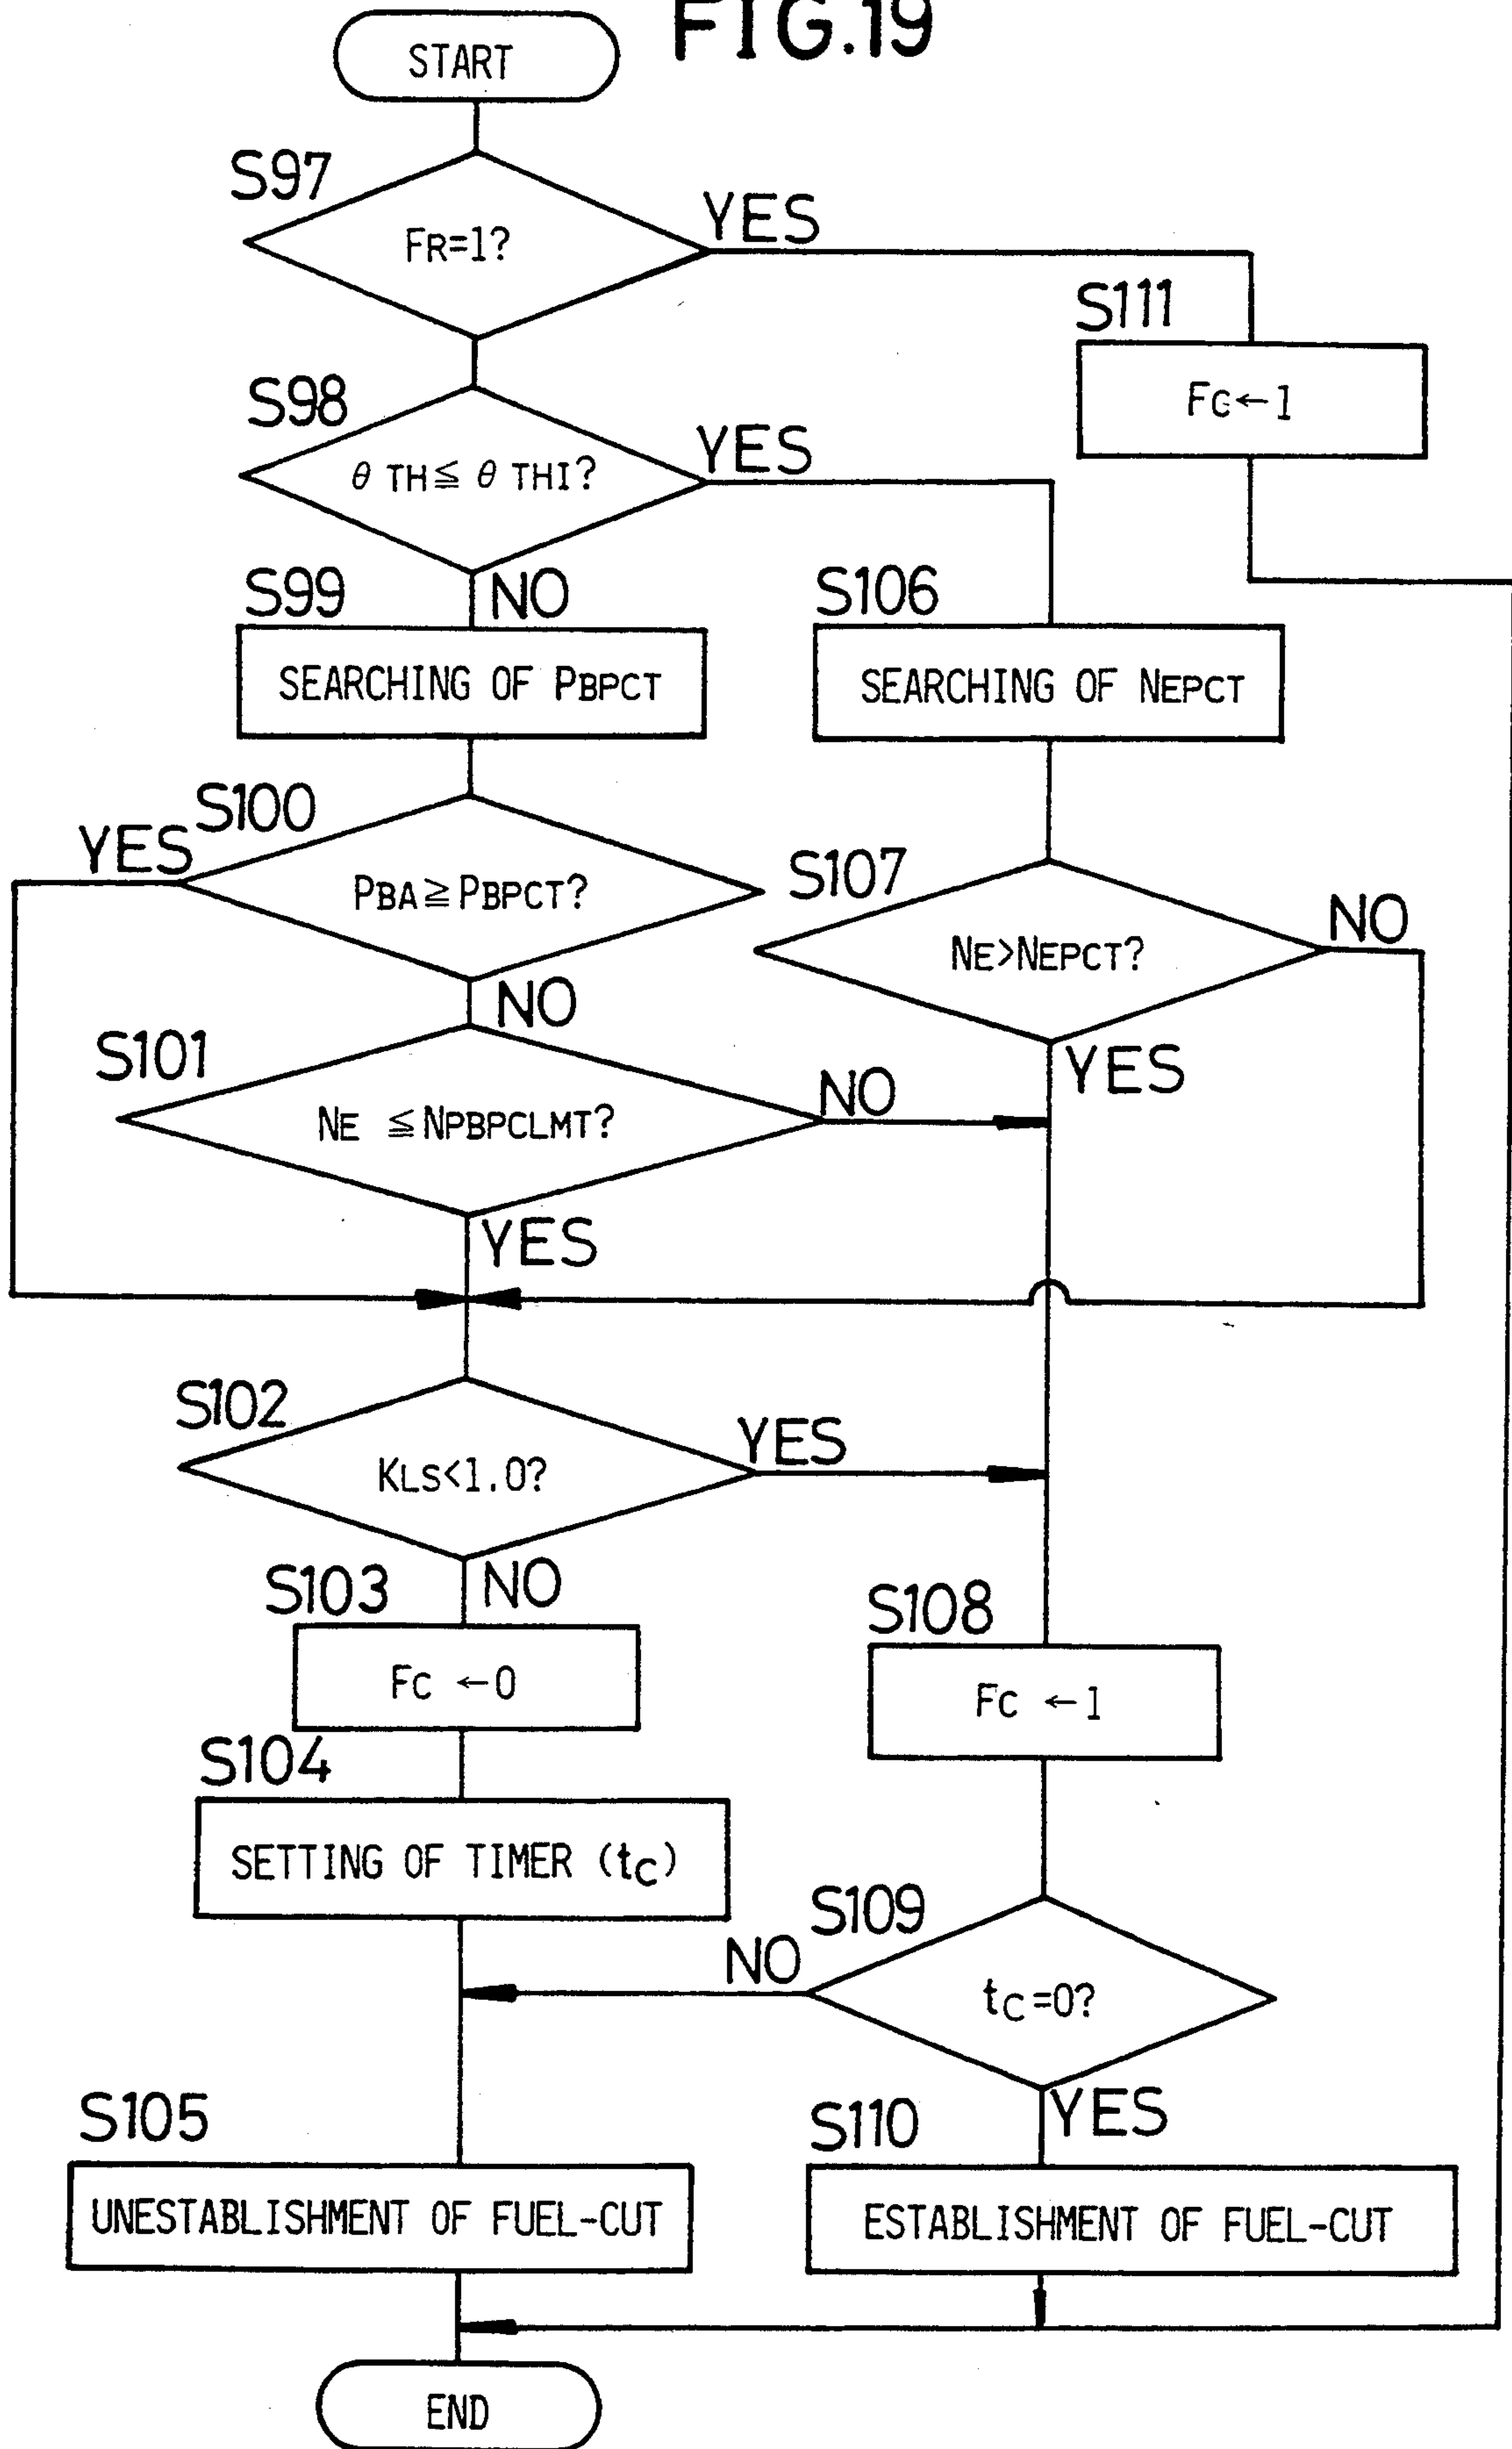 FIG.19
START
S97
FR=1?
YES
S111
FC←1
S98
θ TH≦ θ THI?
YES
NO
S99
SEARCHING OF PBPCT
S106
SEARCHING OF NEPCT
S100
YES
PBA≧PBPCT?
NO
S107
NE>NEPCT?
NO
YES
S101
NE ≦NPBPCLMT?
NO
YES
S102
KLS<1.0?
YES
NO
S103
FC ←0
S108
FC ←1
S104
SETTING OF TIMER (tC)
S109
tC=0?
NO
YES
S105
UNESTABLISHMENT OF FUEL-CUT
S110
ESTABLISHMENT OF FUEL-CUT
END